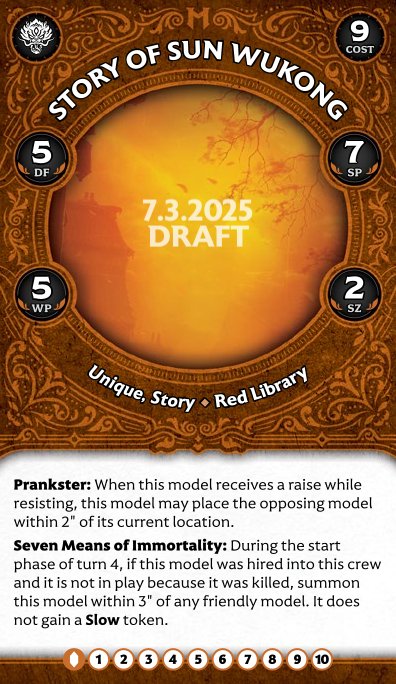 STORY OF SUN WUKONG
9
COST
5
DF
7
SP
7.3.2025
DRAFT
5
WP
2
SZ
Unique, Story ◆ Red Library
Prankster: When this model receives a raise while
resisting, this model may place the opposing model
within 2" of its current location.
Seven Means of Immortality: During the start
phase of turn 4, if this model was hired into this crew
and it is not in play because it was killed, summon
this model within 3" of any friendly model. It does
not gain a Slow token.
1 2 3 4 5 6 7 8 9 10